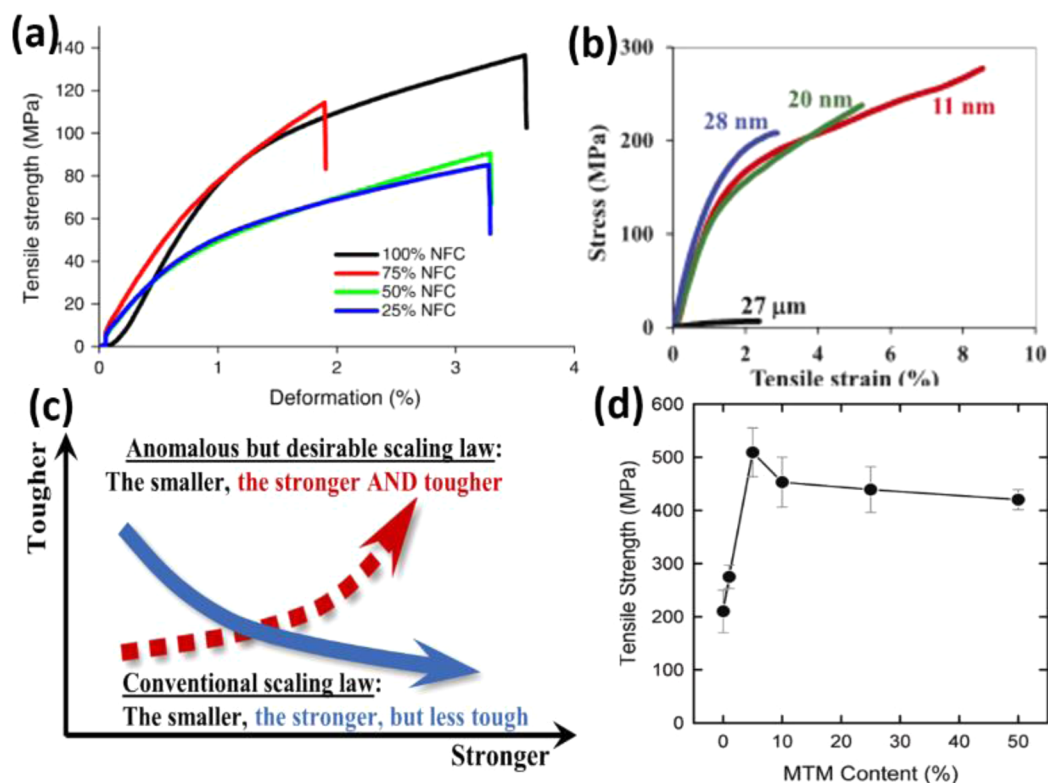 (a)
Tensile strength (MPa)
140
120
100
80
60
40
20
0
100% NFC
75% NFC
50% NFC
25% NFC
0
1
2
3
4
Deformation (%)
(b)
Stress (MPa)
300
200
100
0
28 nm
20 nm
11 nm
27 µm
0
2
4
6
8
10
Tensile strain (%)
(c)
Tougher
Anomalous but desirable scaling law:
The smaller, the stronger AND tougher
Conventional scaling law:
The smaller, the stronger, but less tough
Stronger
(d)
Tensile Strength (MPa)
600
500
400
300
200
100
0
0
10
20
30
40
50
MTM Content (%)